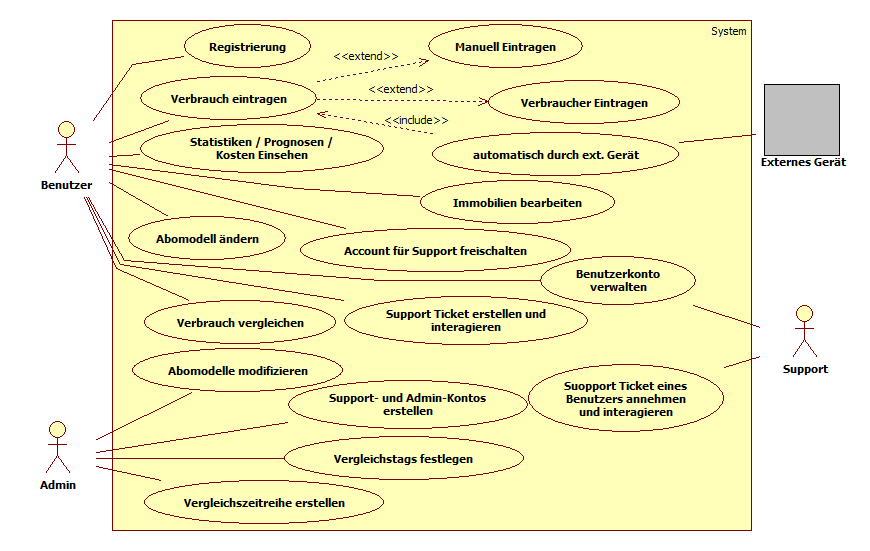 System
Registrierung
<<extend>>
Manuell Eintragen
Verbrauch eintragen
<<extend>>
Verbraucher Eintragen
<<include>>
Statistiken / Prognosen /
Kosten Einsehen
automatisch durch ext. Gerät
Externes Gerät
Benutzer
Immobilien bearbeiten
Abomodell ändern
Account für Support freischalten
Benutzerkonto
verwalten
Verbrauch vergleichen
Support Ticket erstellen und
interagieren
Support
Abomodelle modifizieren
Support- und Admin-Kontos
erstellen
Suopport Ticket eines
Benutzers annehmen
und interagieren
Vergleichstags festlegen
Admin
Vergleichszeitreihe erstellen